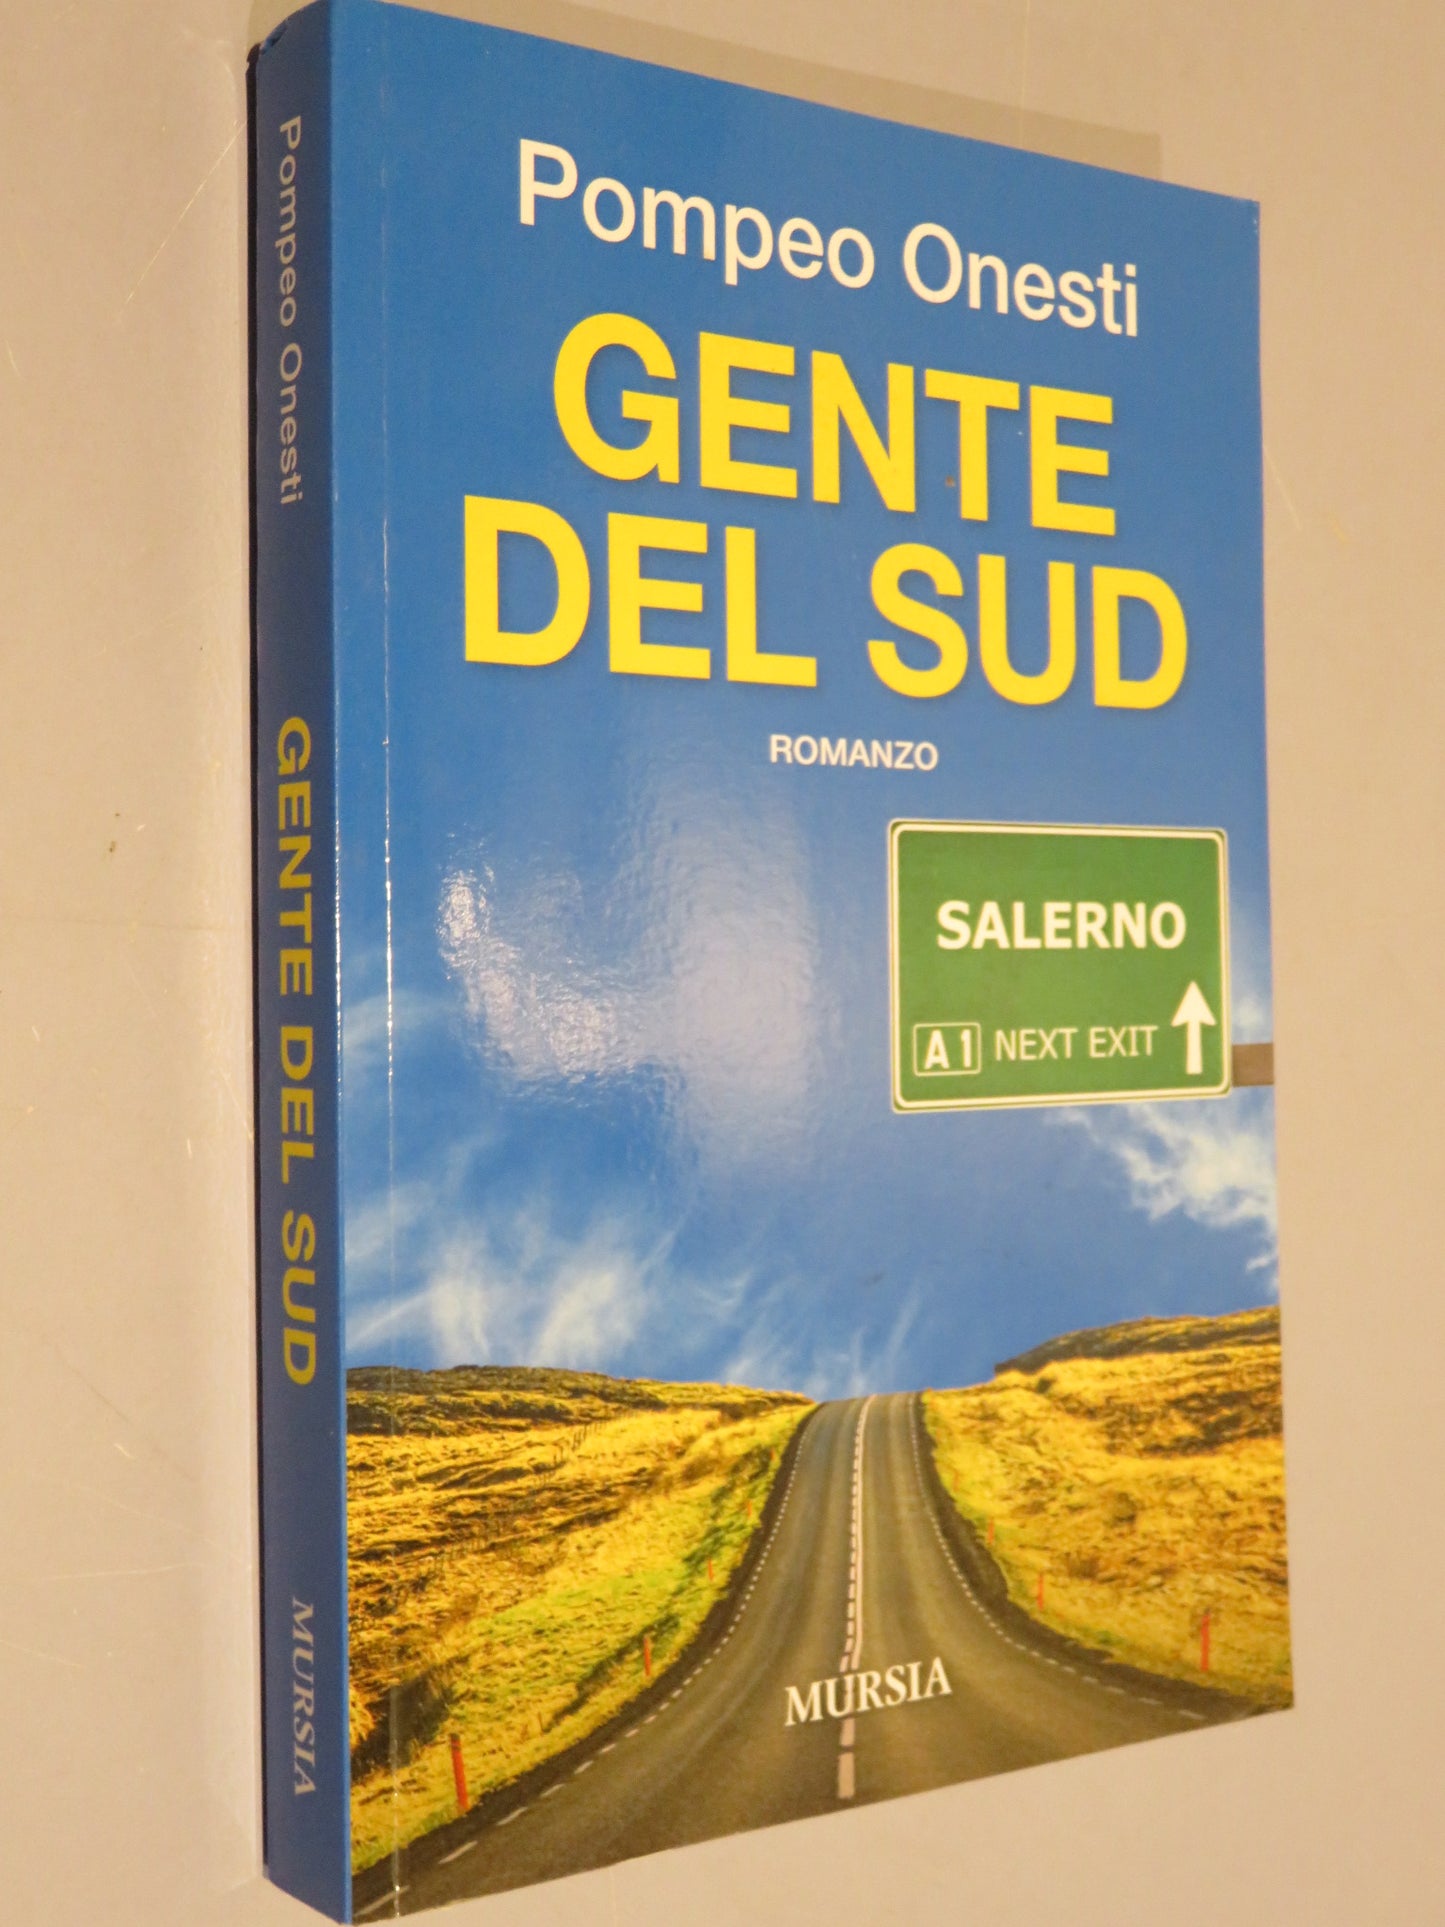 Pompeo Onesti
GENTE
DEL SUD
ROMANZO
SALERNO
A1 NEXT EXIT
MURSIA
Pompeo Onesti GENTE DEL SUD MURSIA